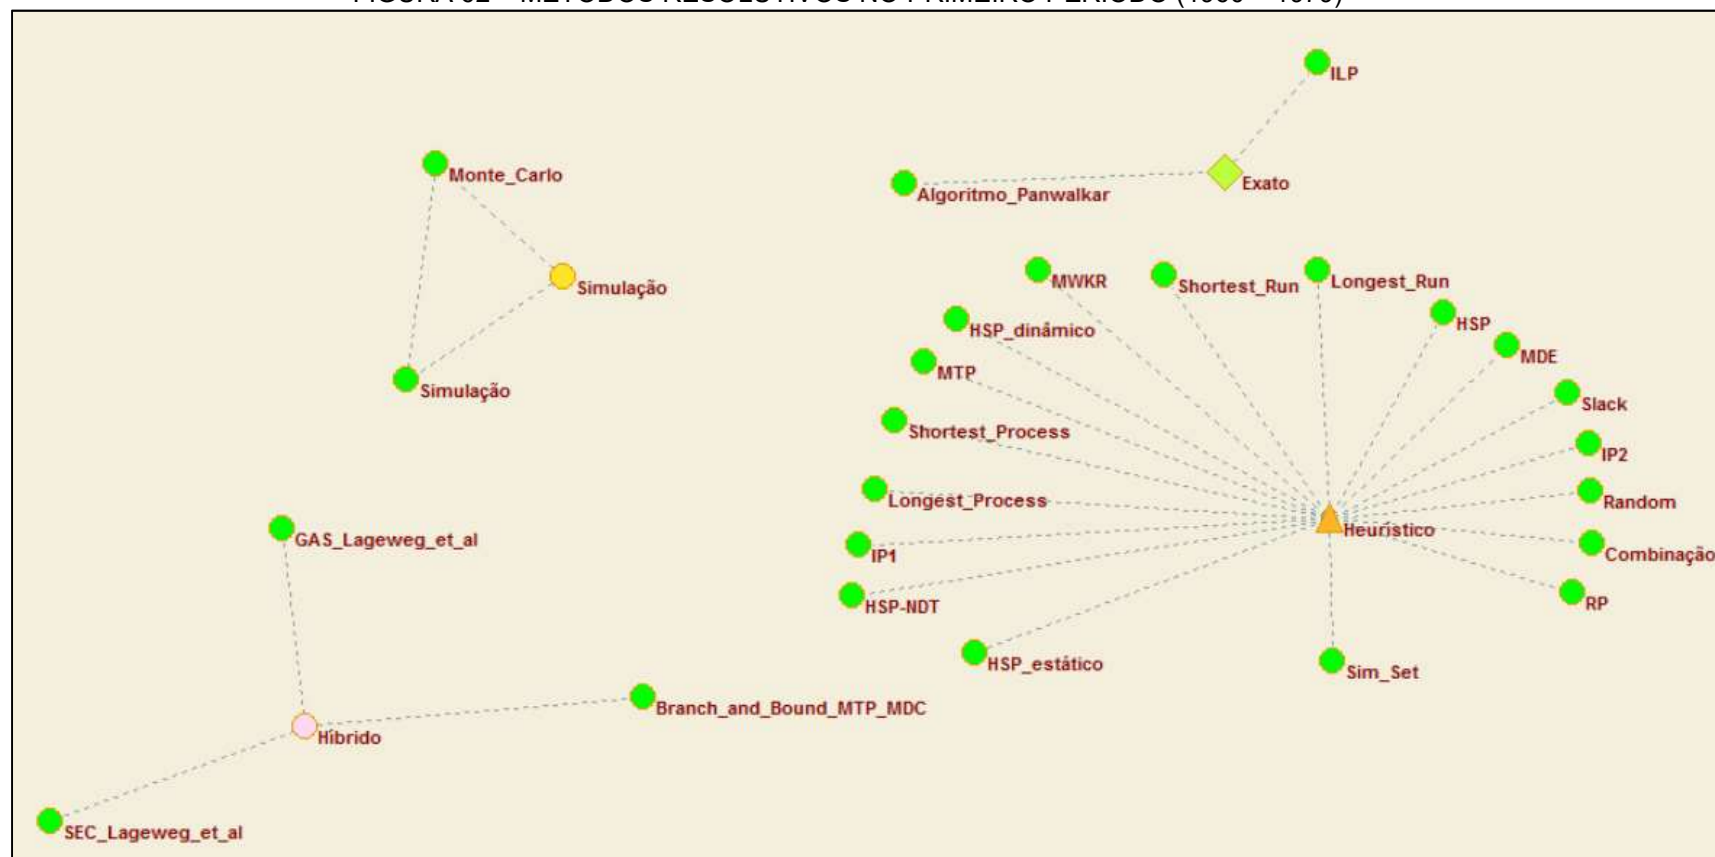 ILP
Monte_Carlo
Exato
Algoritmo_Panwalkar
MWKR
Shortest_Run
Longest_Run
Simulação
HSP
HSP_dinâmico
MDE
MTP
Simulação
Slack
Shortest_Process
IP2
Longest_Process
Random
Heurístico
GAS_Lageweg_et_al
IP1
Combinação
HSP-NDT
RP
HSP_estático
Sim_Set
Branch_and_Bound_MTP_MDC
Híbrido
SEC_Lageweg_et_al